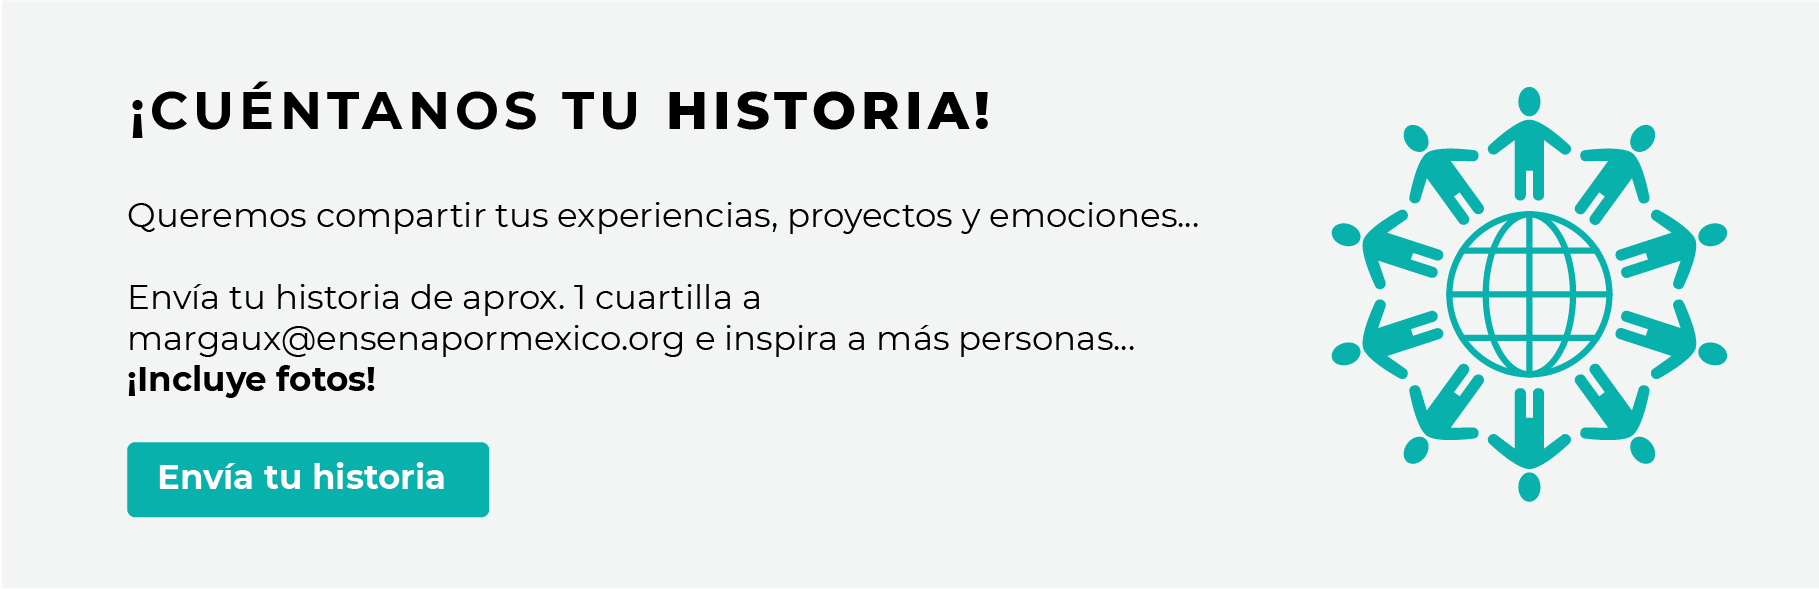 ¡CUÉNTANOS TU HISTORIA!
Queremos compartir tus experiencias, proyectos y emociones...
Envía tu historia de aprox. 1 cuartilla a
margaux@ensenapormexico.org e inspira a más personas...
¡Incluye fotos!
Envía tu historia